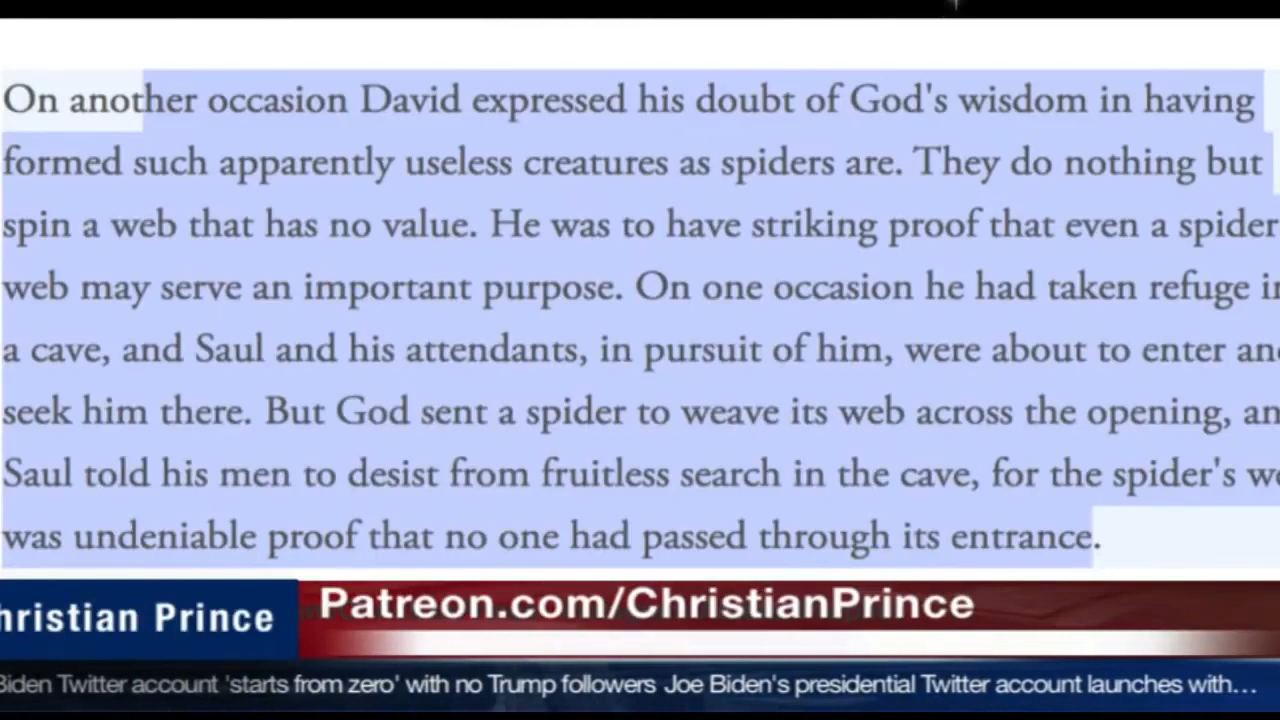 On another occasion David expressed his doubt of God's wisdom in having
formed such apparently useless creatures as spiders are. They do nothing but
spin a web that has no value. He was to have striking proof that even a spider
web may serve an important purpose. On one occasion he had taken refuge in
a cave, and Saul and his attendants, in pursuit of him, were about to enter and
seek him there. But God sent a spider to weave its web across the opening, an
Saul told his men to desist from fruitless search in the cave, for the spider's we
was undeniable proof that no one had passed through its entrance.
Patreon.com/ChristianPrince
hristian Prince
Biden Twitter account 'starts from zero' with no Trump followers Joe Biden's presidential Twitter account launches with…